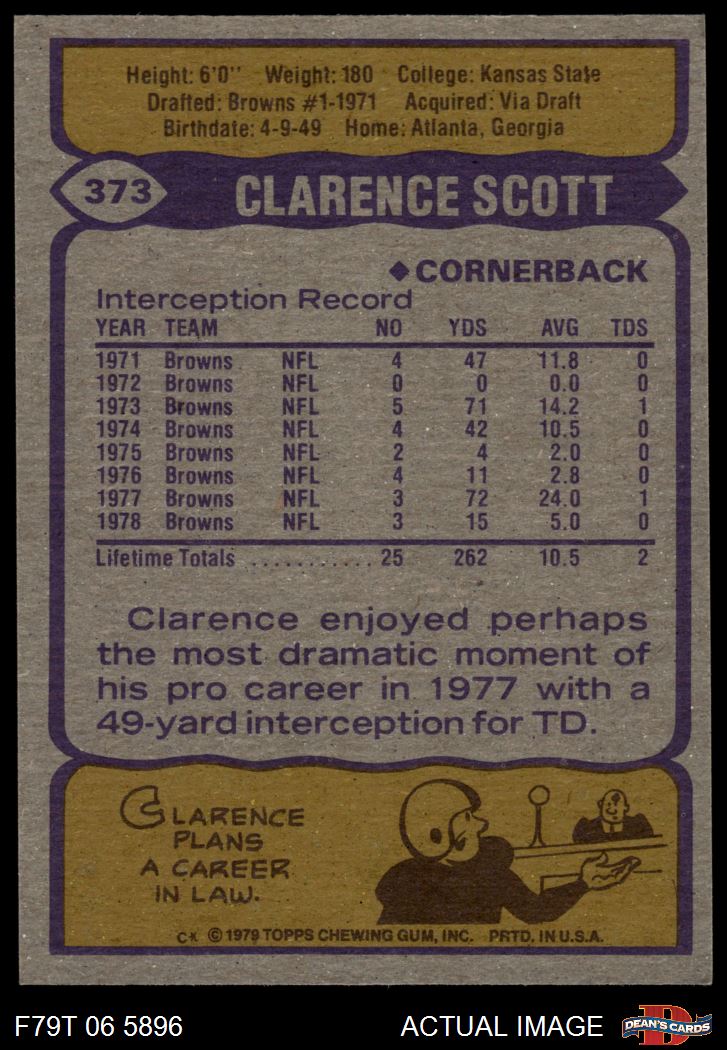 Height: 6'0" Weight: 180 College: Kansas State
Drafted: Browns #1-1971 Acquired: Via Draft
Birthdate: 4-9-49 Home: Atlanta, Georgia
373 CLARENCE SCOTT
◆CORNERBACK
Interception Record
YEAR TEAM NO YDS AVG TDS
1971 Browns NFL 4 47 11.8 0
1972 Browns NFL 0 0 0.0 0
1973 Browns NFL 5 71 14.2 1
1974 Browns NFL 4 42 10.5 0
1975 Browns NFL 2 4 2.0 0
1976 Browns NFL 4 11 2.8 0
1977 Browns NFL 3 72 24.0 1
1978 Browns NFL 3 15 5.0 0
Lifetime Totals ........... 25 262 10.5 2
Clarence enjoyed perhaps
the most dramatic moment of
his pro career in 1977 with a
49-yard interception for TD.
CLARENCE
PLANS
A CAREER
IN LAW.
C* © 1979 TOPPS CHEWING GUM, INC. PRTD. IN U.S.A.
F79T 06 5896 ACTUAL IMAGE
D
DEAN'S CARDS